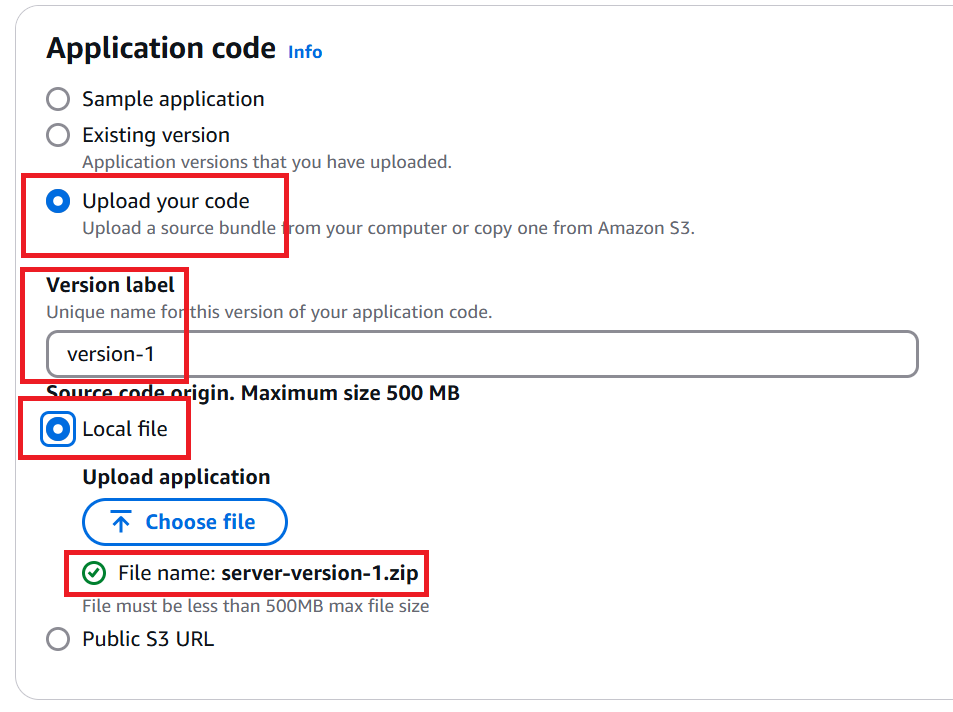 Application code Info
Sample application
Existing version
Application versions that you have uploaded.
Upload your code
Upload a source bundle from your computer or copy one from Amazon S3.
Version label
Unique name for this version of your application code.
version-1
Source code origin. Maximum size 500 MB
Local file
Upload application
Choose file
File name: server-version-1.zip
File must be less than 500MB max file size
Public S3 URL